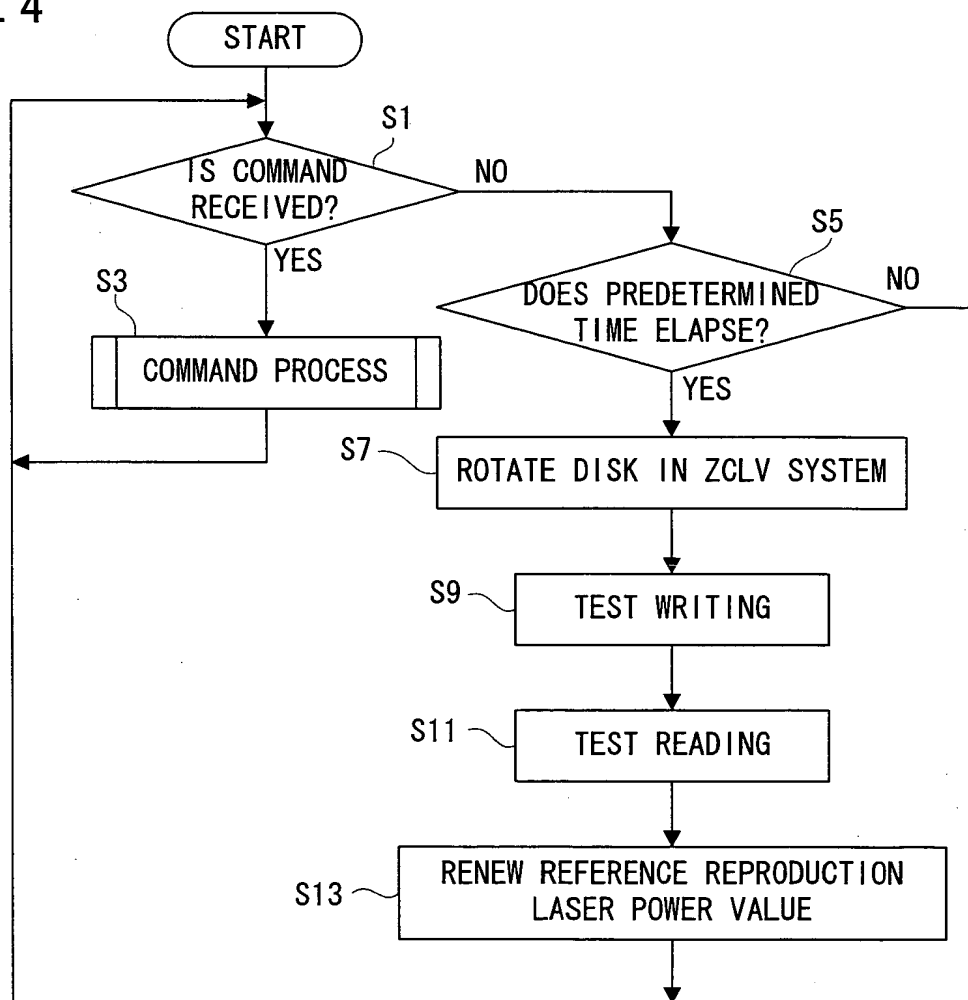 4
START
S1
IS COMMAND
RECEIVED?
NO
YES
S5
DOES PREDETERMINED
TIME ELAPSE?
NO
YES
S3
COMMAND PROCESS
S7
ROTATE DISK IN ZCLV SYSTEM
S9
TEST WRITING
S11
TEST READING
S13
RENEW REFERENCE REPRODUCTION
LASER POWER VALUE